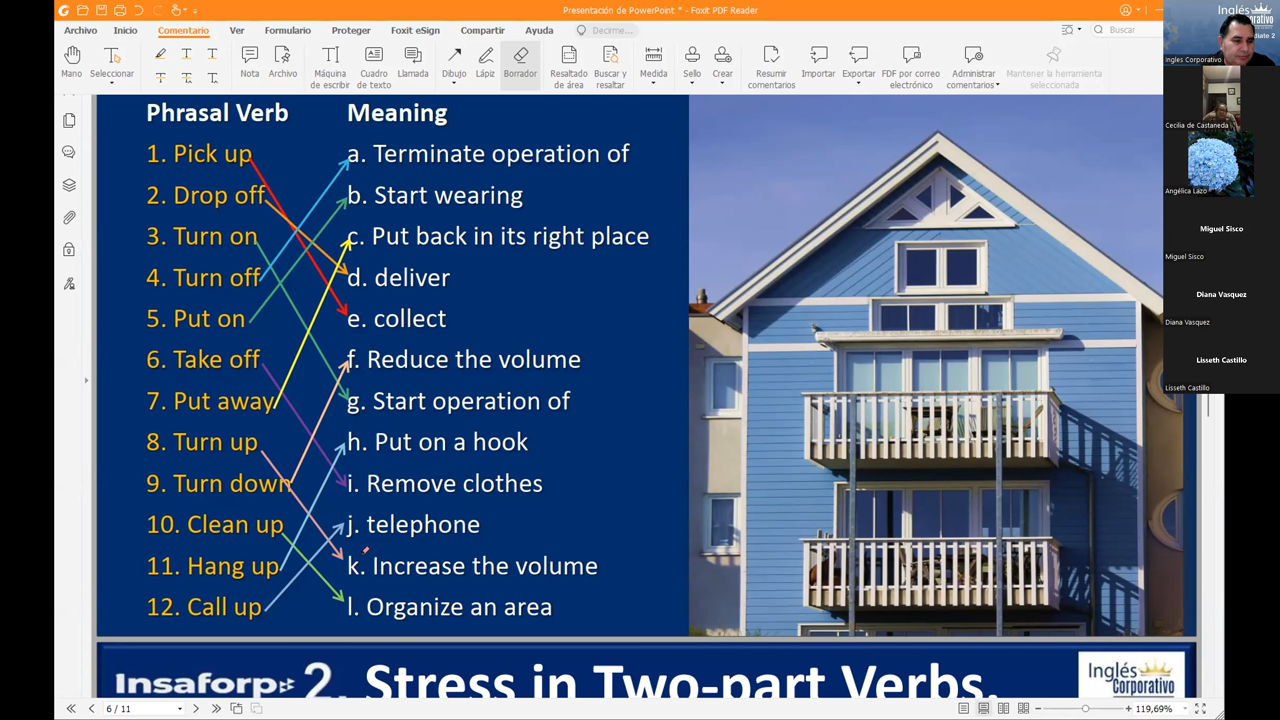 Presentación de PowerPoint * - Foxit PDF Reader
Archivo Inicio Comentario Ver Formulario Proteger Foxit eSign Compartir Ayuda Decirme... Buscar
Mano Seleccionar Nota Archivo Máquina de escribir Cuadro de texto Llamada Dibujo Lápiz Borrador Resaltado de área Buscar y resaltar Medida Sello Crear Resumir comentarios Importar Exportar FDF por correo electrónico Administrar comentarios Mantener la herramienta seleccionada
Phrasal Verb Meaning
1. Pick up a. Terminate operation of
2. Drop off b. Start wearing
3. Turn on c. Put back in its right place
4. Turn off d. deliver
5. Put on e. collect
6. Take off f. Reduce the volume
7. Put away g. Start operation of
8. Turn up h. Put on a hook
9. Turn down i. Remove clothes
10. Clean up j. telephone
11. Hang up k. Increase the volume
12. Call up l. Organize an area
Insaforp 2. Stress in Two-part Verbs.
Inglés
Corporativo
6 / 11 119,69%
Inglés
diate 2
Ingles Corporativo
Cecilia de Castaneda
Angélica Lazo
Miguel Sisco
Miguel Sisco
Diana Vasquez
Diana Vasquez
Lisseth Castillo
Lisseth Castillo